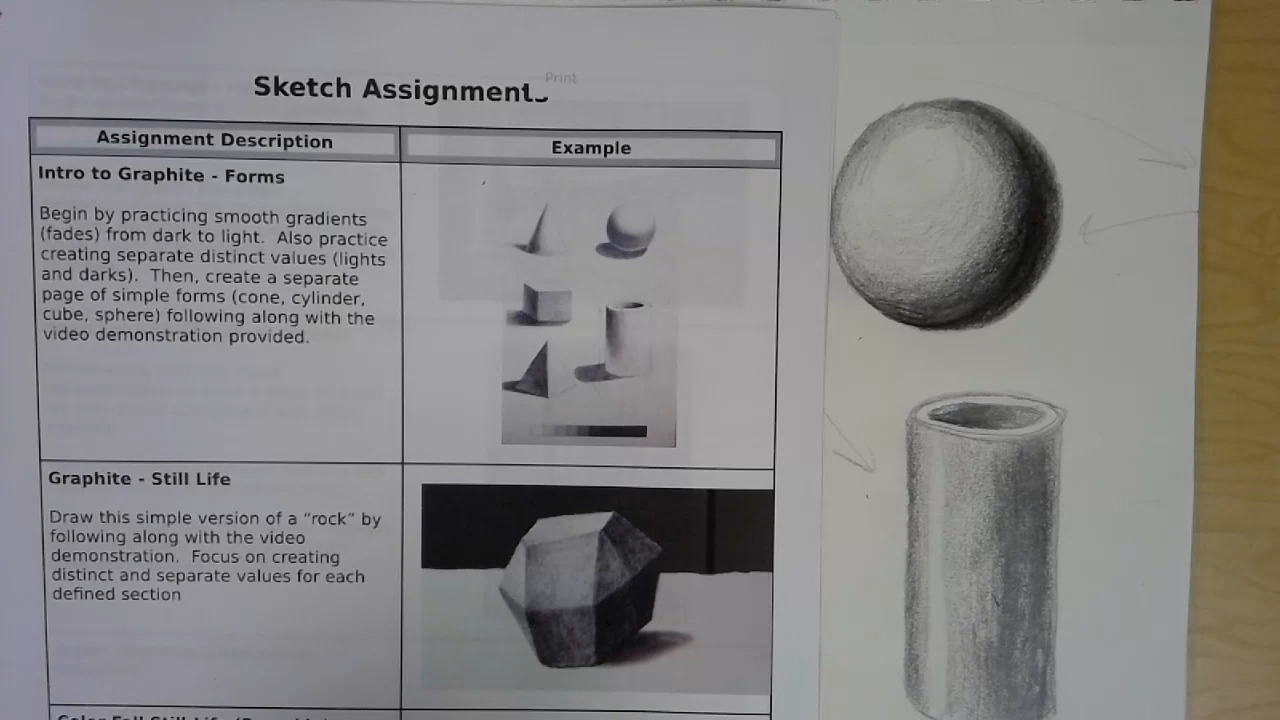 Print
Sketch Assignments
Assignment Description
Example
Intro to Graphite - Forms
Begin by practicing smooth gradients
(fades) from dark to light.  Also practice
creating separate distinct values (lights
and darks).  Then, create a separate
page of simple forms (cone, cylinder,
cube, sphere) following along with the
video demonstration provided.
Graphite - Still Life
Draw this simple version of a “rock” by
following along with the video
demonstration.  Focus on creating
distinct and separate values for each
defined section